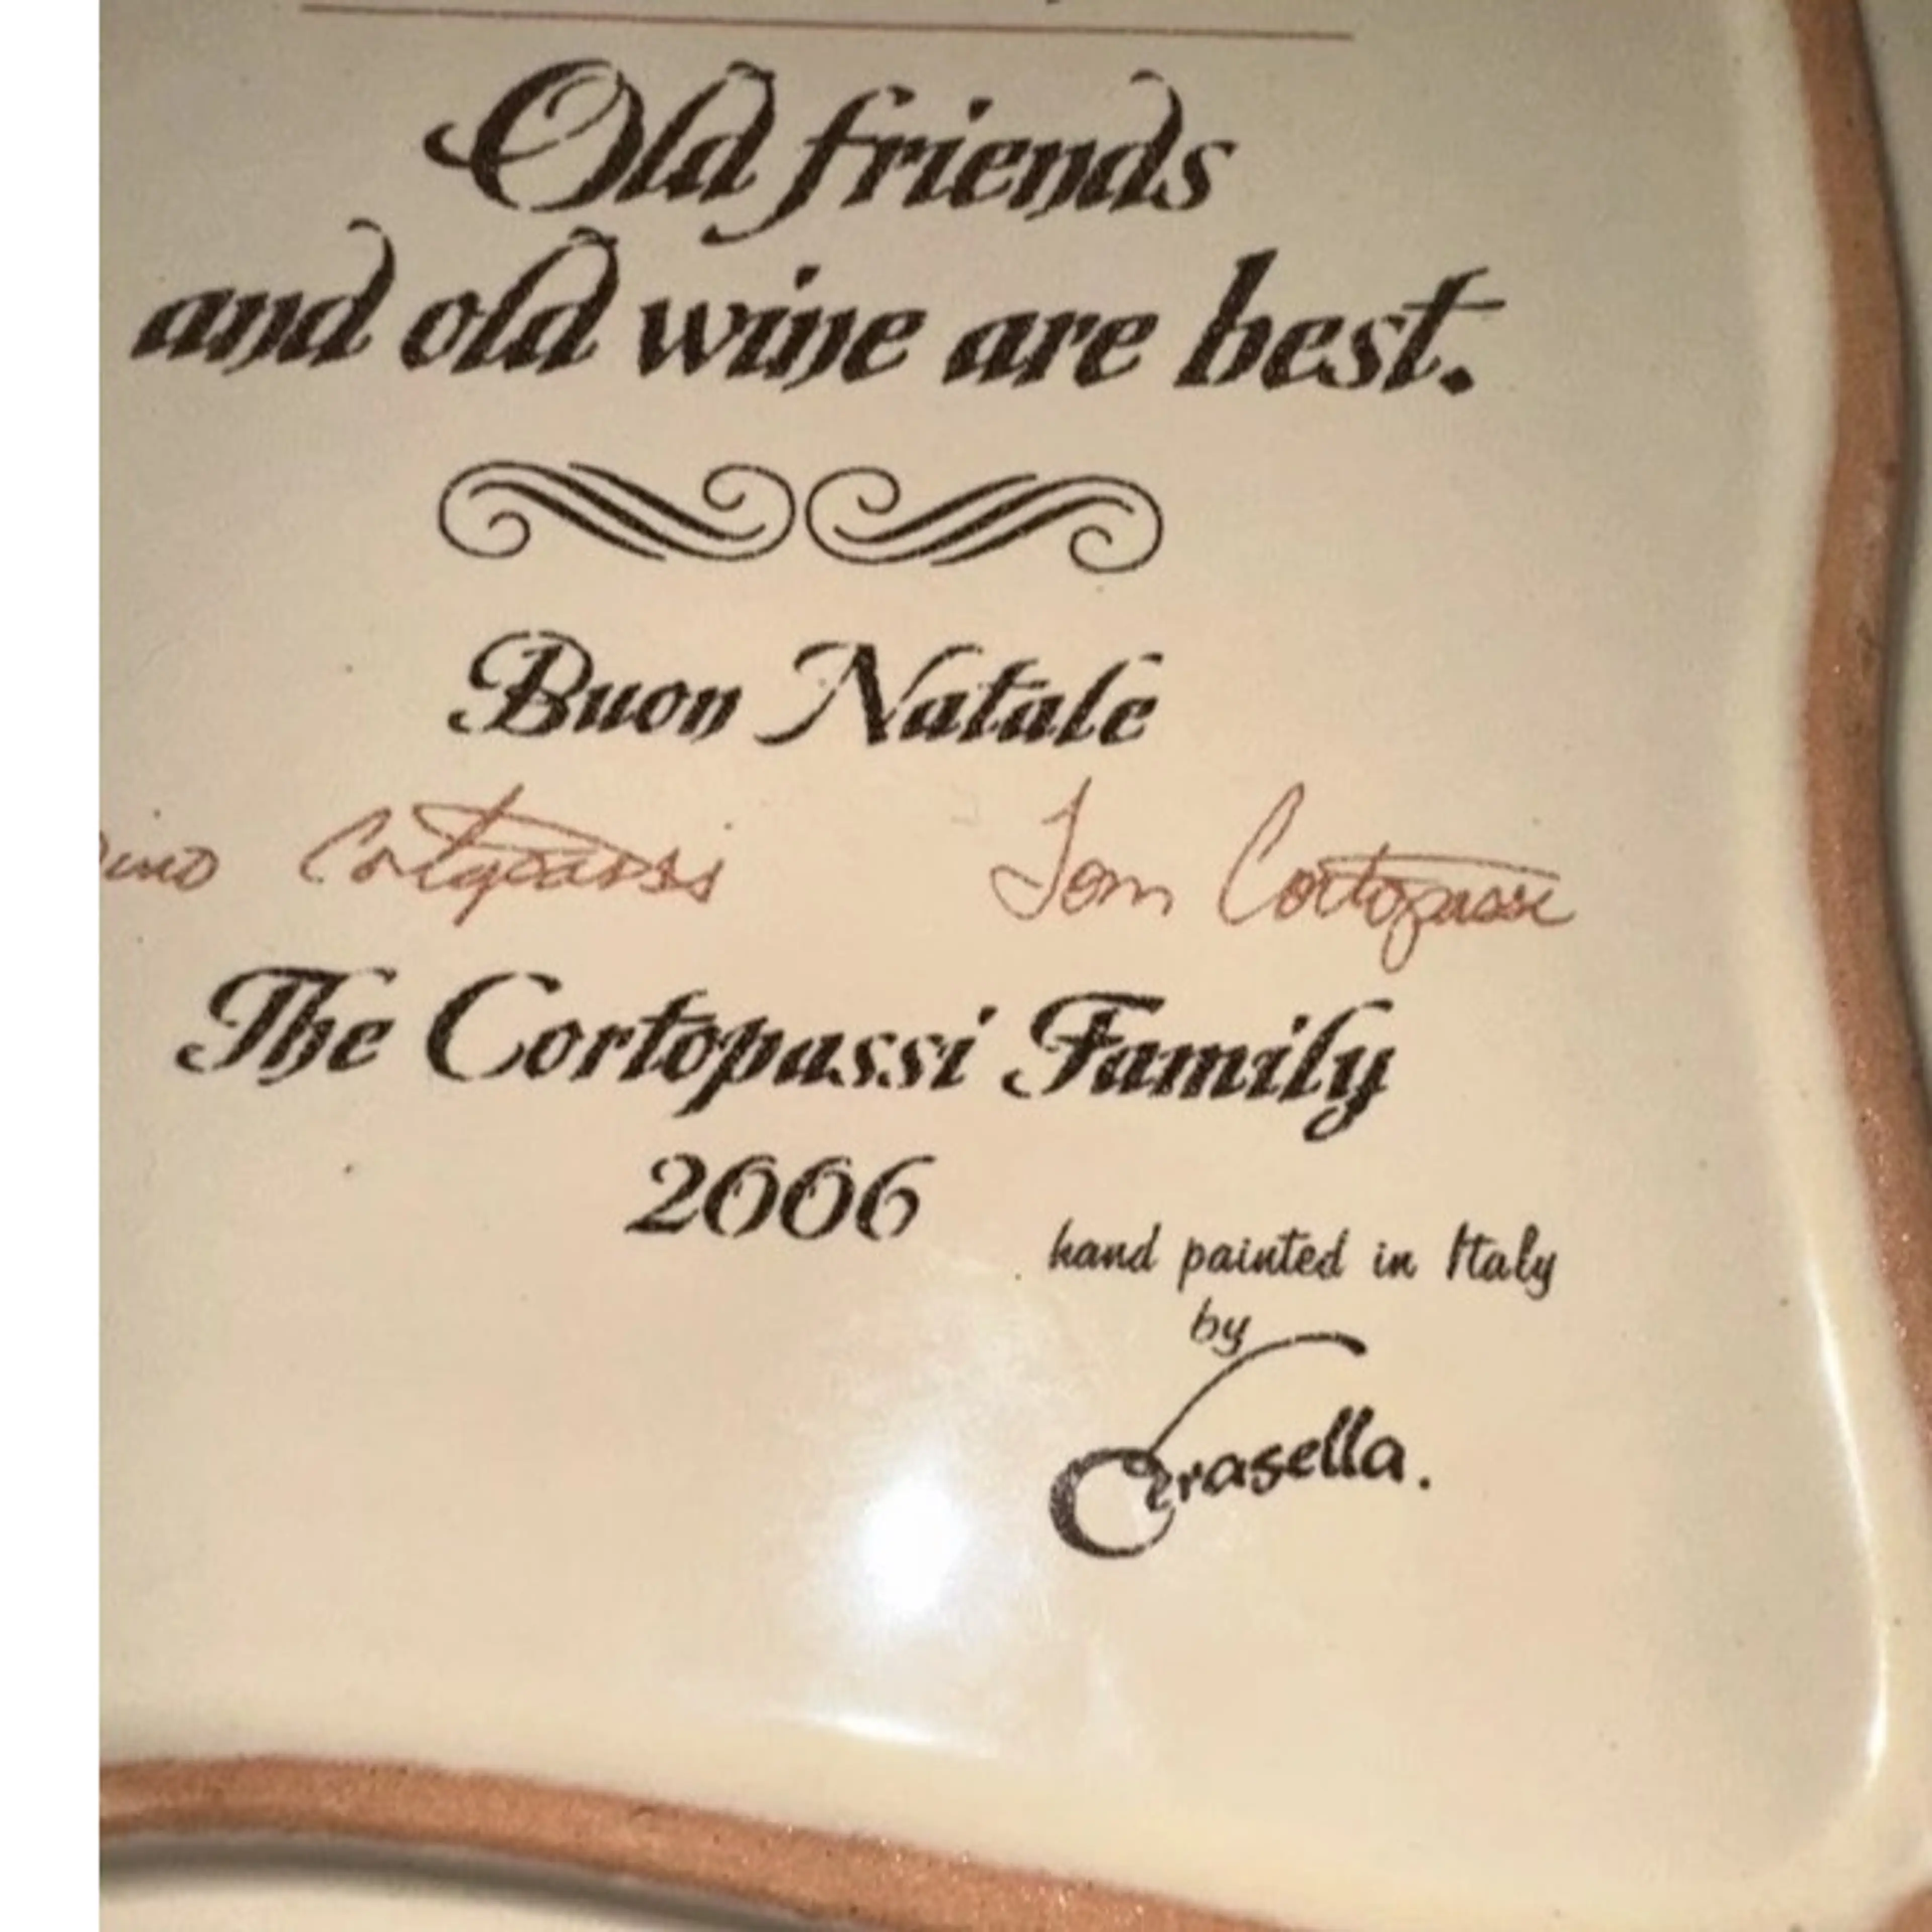 Old friends
and old wine are best.
Buon Natale
Cortopassi Tom Cortopassi
The Cortopassi Family
2006
hand painted in Italy
by
Cerasella.